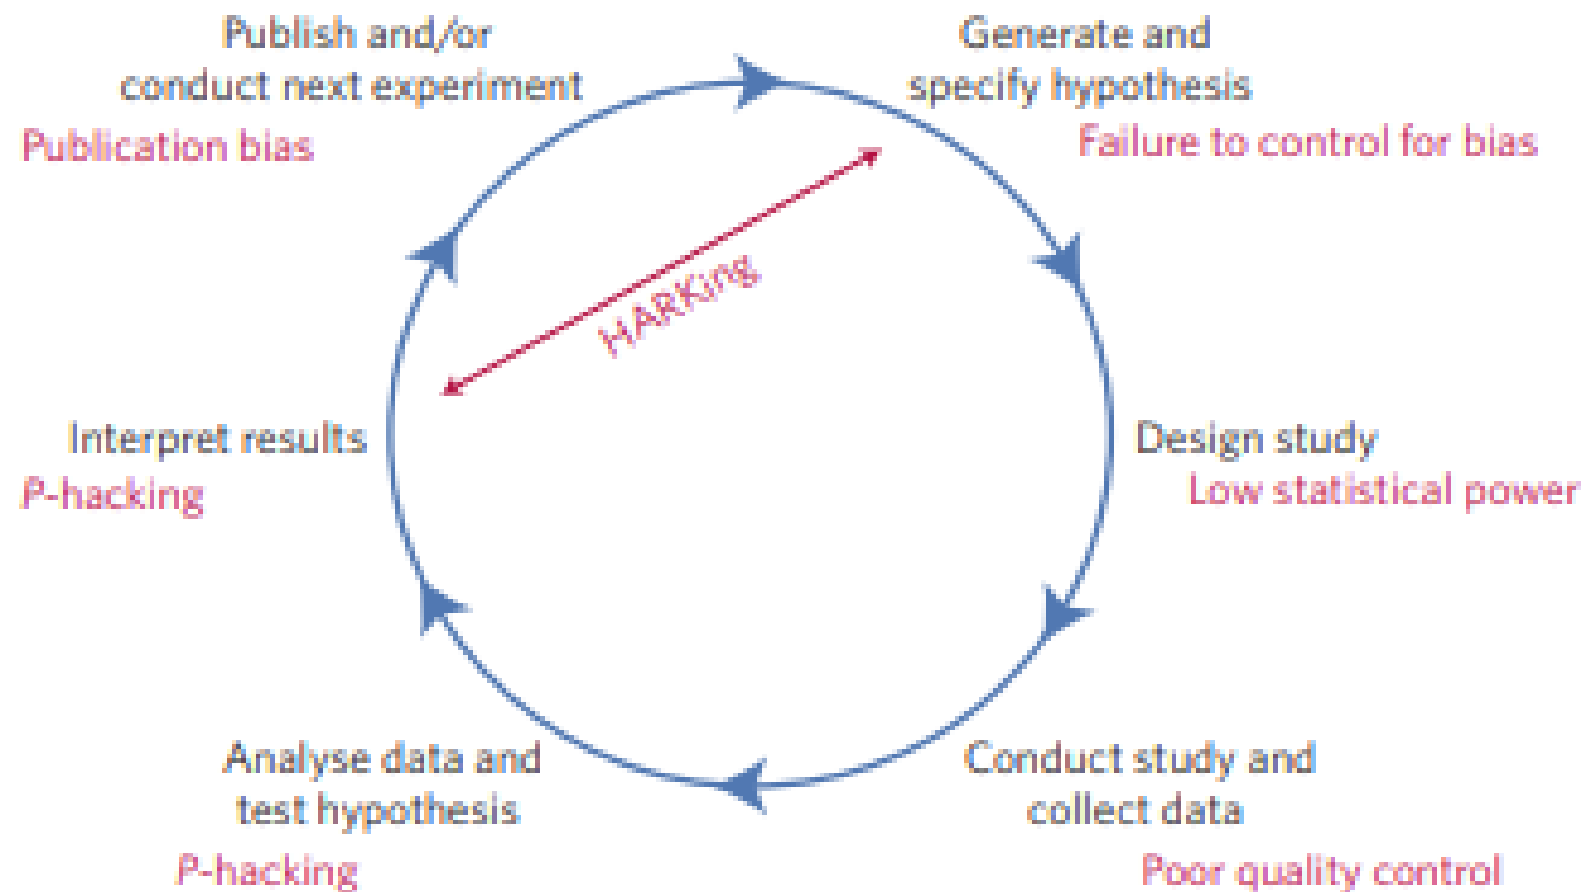 Publish and/or
conduct next experiment
Publication bias
Generate and
specify hypothesis
Failure to control for bias
HARKing
Interpret results
P-hacking
Design study
Low statistical power
Analyse data and
test hypothesis
P-hacking
Conduct study and
collect data
Poor quality control